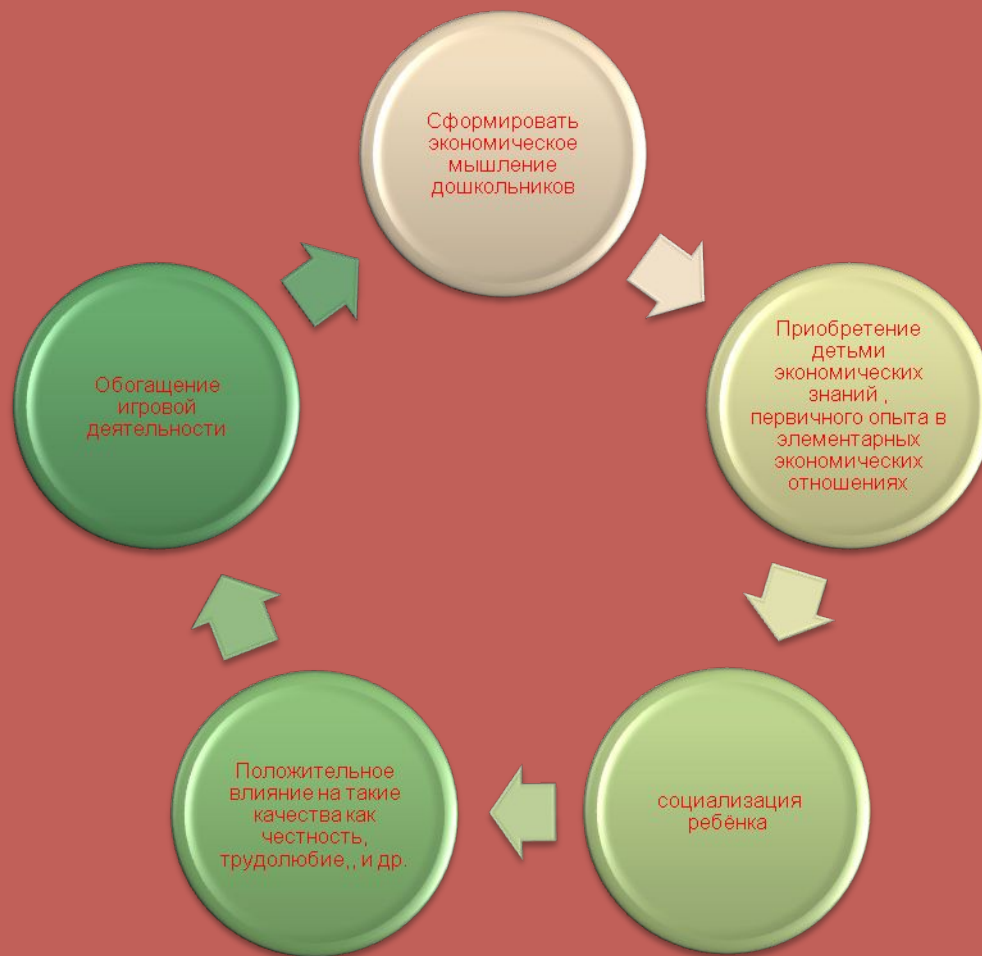 Сформировать
экономическое
мышление
дошкольников
Приобретение
детьми
экономических
знаний ,
первичного опыта в
элементарных
экономических
отношениях
социализация
ребёнка
Положительное
влияние на такие
качества как
честность,
трудолюбие,, и др.
Обогащение
игровой
деятельности